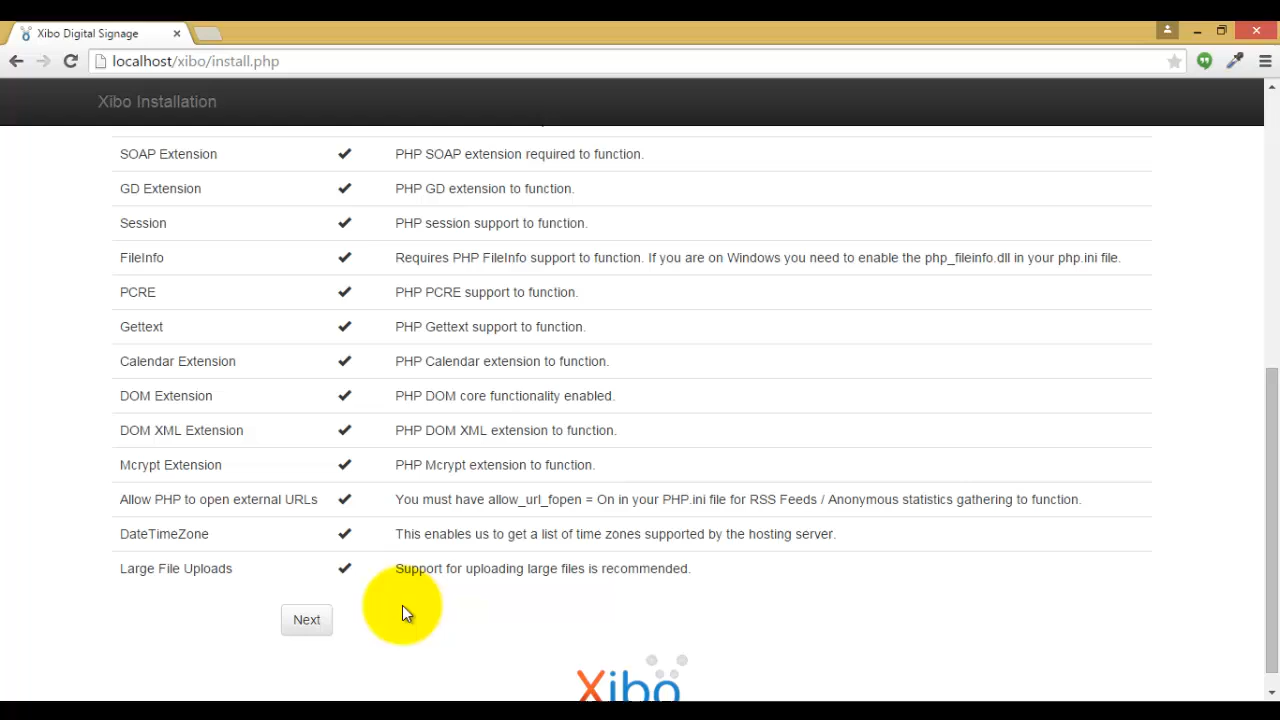 Xibo Digital Signage
localhost/xibo/install.php
Xibo Installation
SOAP Extension PHP SOAP extension required to function.
GD Extension PHP GD extension to function.
Session PHP session support to function.
FileInfo Requires PHP FileInfo support to function. If you are on Windows you need to enable the php_fileinfo.dll in your php.ini file.
PCRE PHP PCRE support to function.
Gettext PHP Gettext support to function.
Calendar Extension PHP Calendar extension to function.
DOM Extension PHP DOM core functionality enabled.
DOM XML Extension PHP DOM XML extension to function.
Mcrypt Extension PHP Mcrypt extension to function.
Allow PHP to open external URLs You must have allow_url_fopen = On in your PHP.ini file for RSS Feeds / Anonymous statistics gathering to function.
DateTimeZone This enables us to get a list of time zones supported by the hosting server.
Large File Uploads Support for uploading large files is recommended.
Next
Xibo